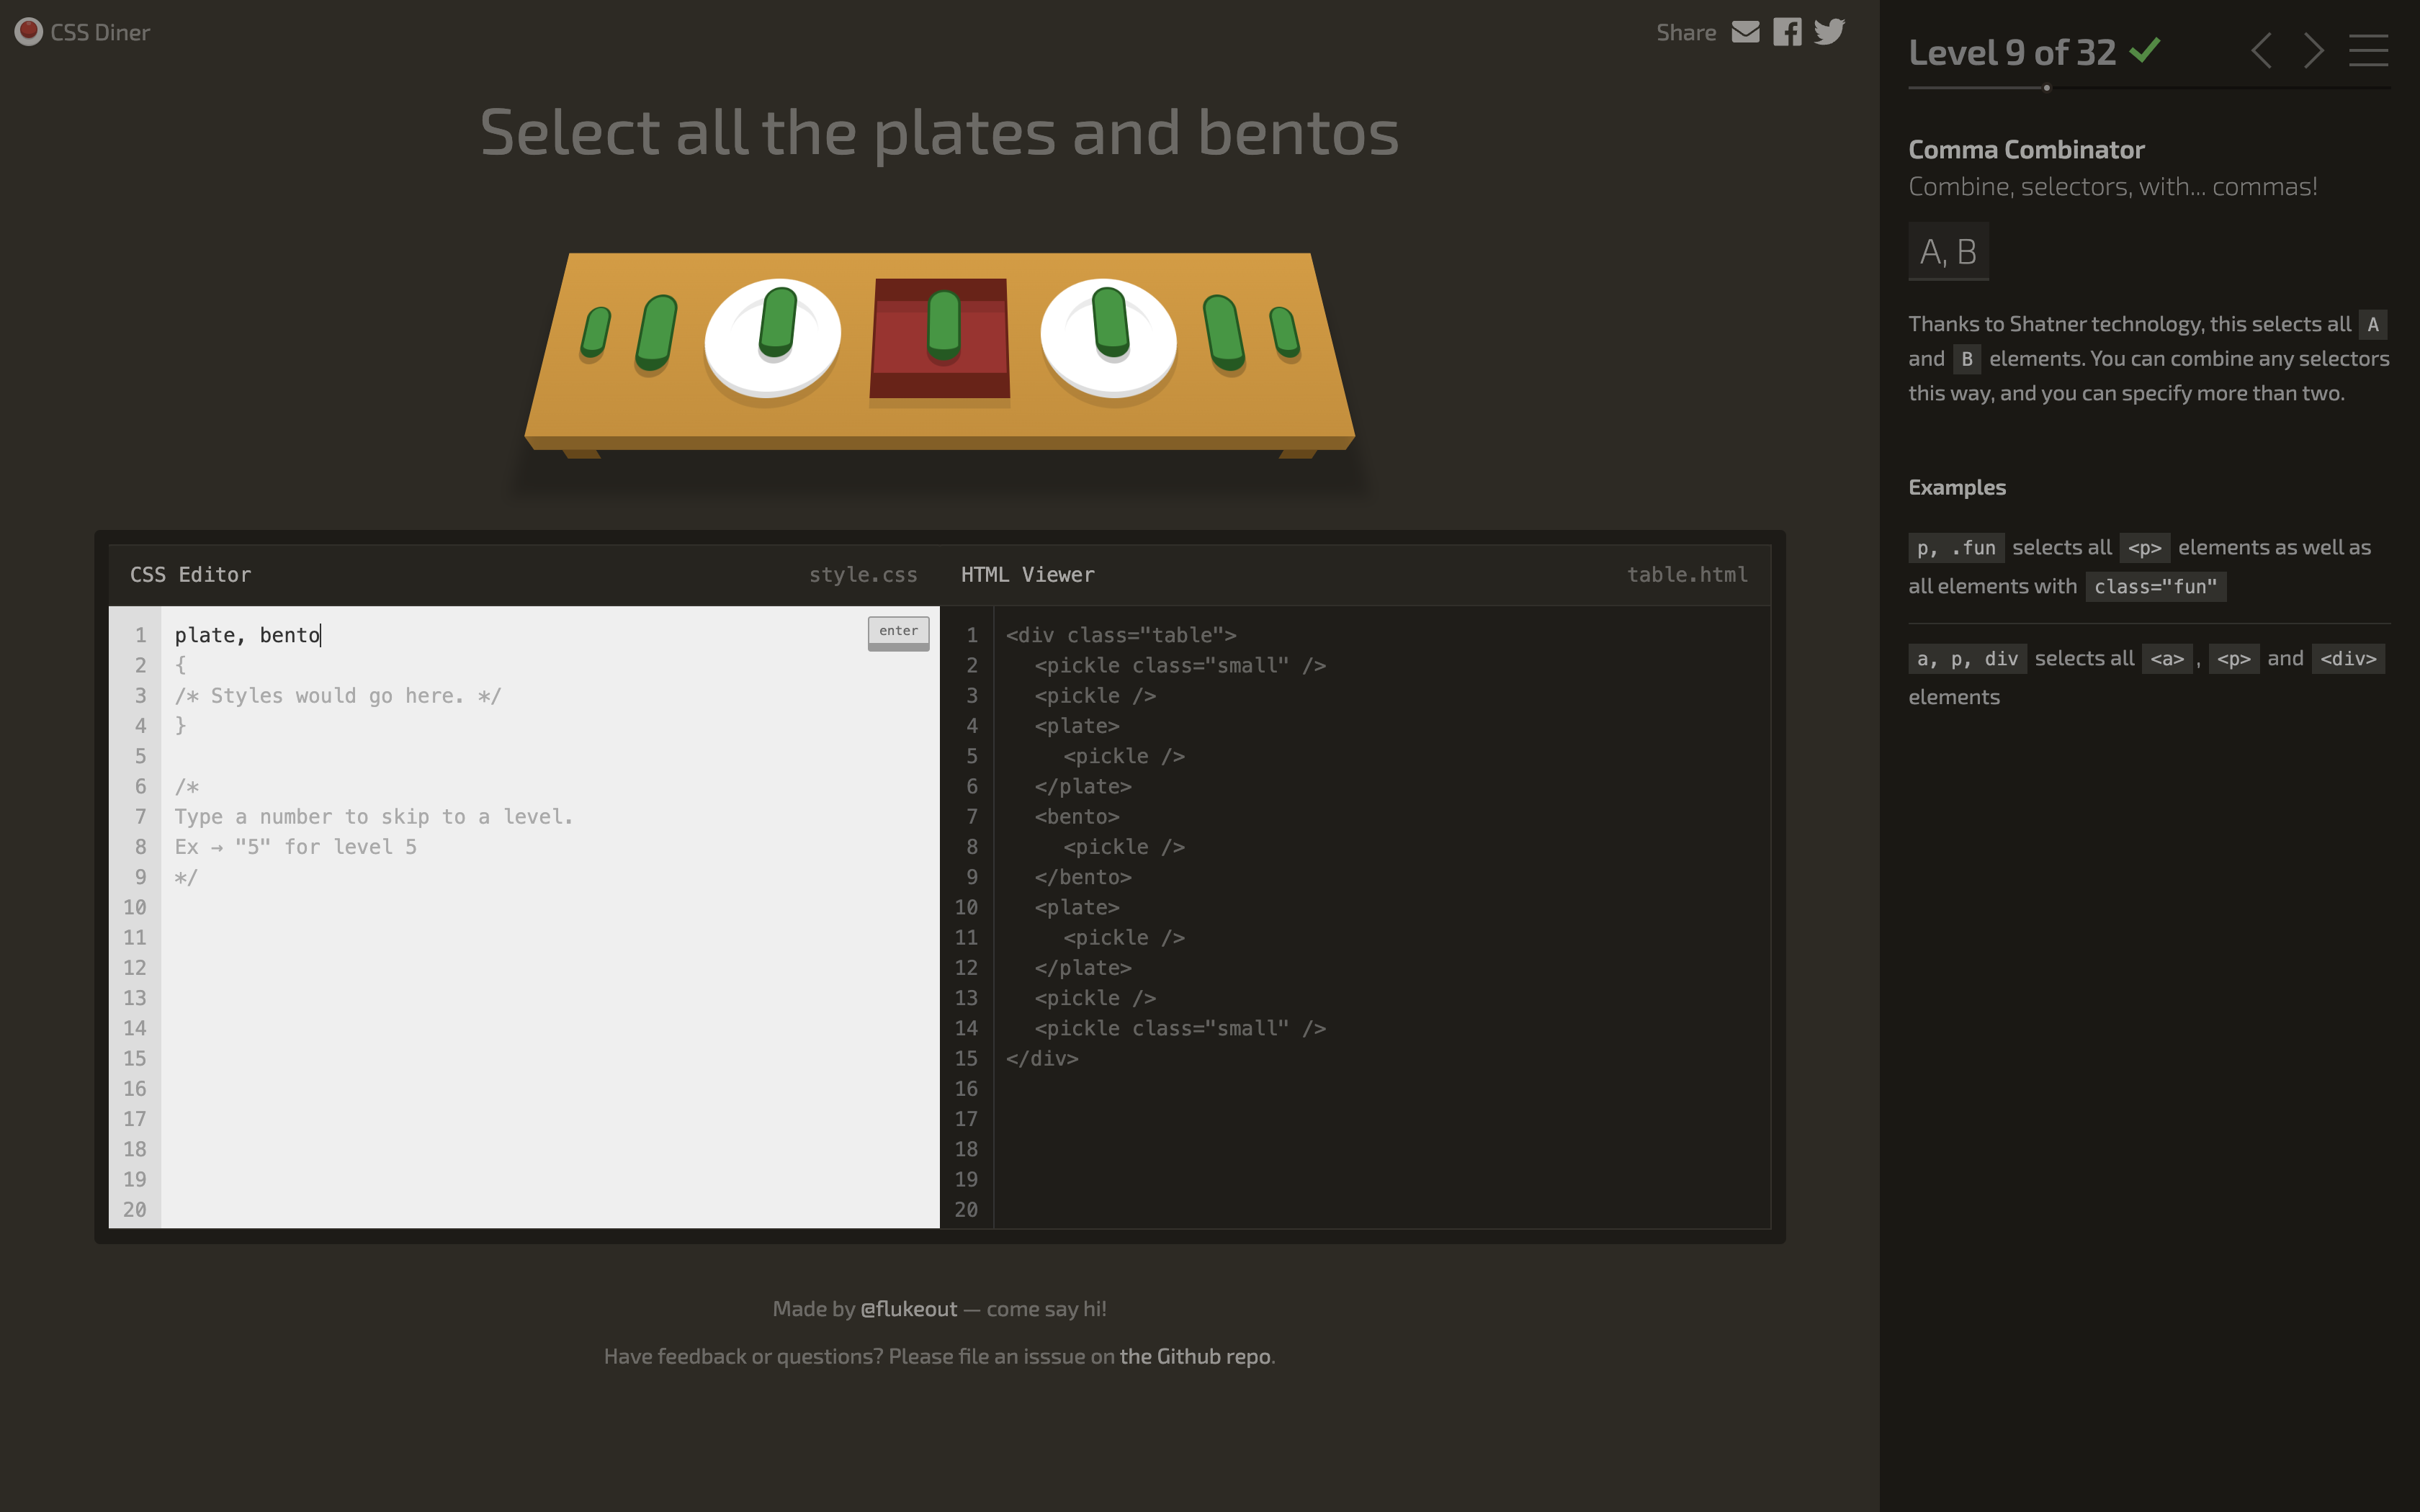 CSS Diner
Share
Select all the plates and bentos
CSS Editor
style.css
1 plate, bento
enter
2 {
3 /* Styles would go here. */
4 }
5
6 /*
7 Type a number to skip to a level.
8 Ex → "5" for level 5
9 */
10
11
12
13
14
15
16
17
18
19
20
HTML Viewer
table.html
1 <div class="table">
2 <pickle class="small" />
3 <pickle />
4 <plate>
5 <pickle />
6 </plate>
7 <bento>
8 <pickle />
9 </bento>
10 <plate>
11 <pickle />
12 </plate>
13 <pickle />
14 <pickle class="small" />
15 </div>
16
17
18
19
20
Made by @flukeout — come say hi!
Have feedback or questions? Please file an isssue on the Github repo.
Level 9 of 32
Comma Combinator
Combine, selectors, with... commas!
A, B
Thanks to Shatner technology, this selects all A
and B elements. You can combine any selectors
this way, and you can specify more than two.
Examples
p, .fun selects all <p> elements as well as
all elements with class="fun"
a, p, div selects all <a>, <p> and <div>
elements